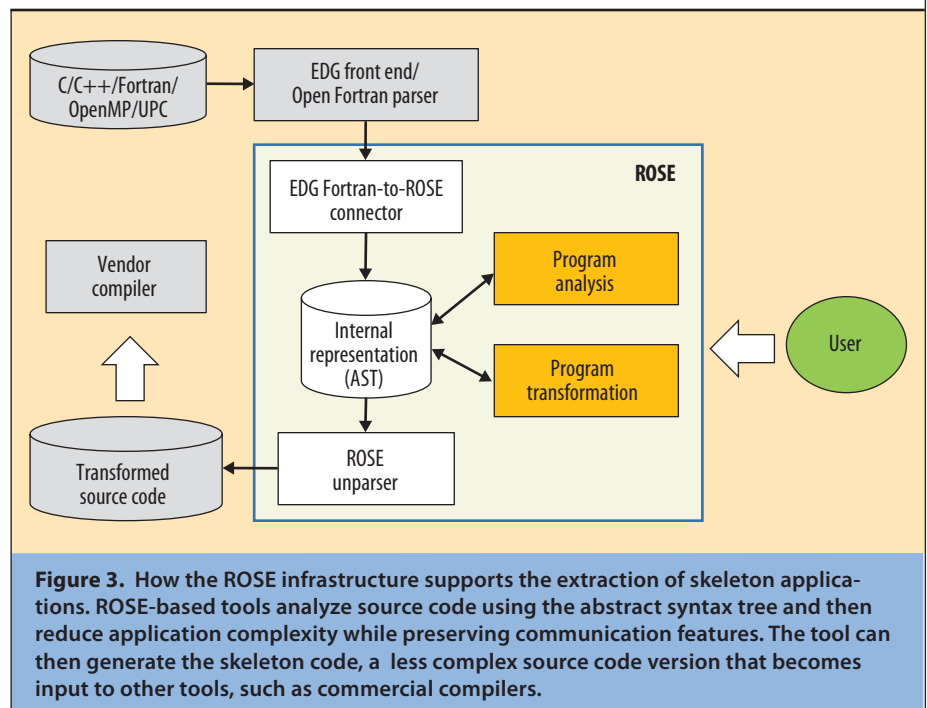 C/C++/Fortran/
OpenMP/UPC
EDG front end/
Open Fortran parser
ROSE
EDG Fortran-to-ROSE
connector
Vendor
compiler
Program
analysis
Internal
representation
(AST)
User
Program
transformation
Transformed
source code
ROSE
unparser
Figure 3. How the ROSE infrastructure supports the extraction of skeleton applica-
tions. ROSE-based tools analyze source code using the abstract syntax tree and then
reduce application complexity while preserving communication features. The tool can
then generate the skeleton code, a less complex source code version that becomes
input to other tools, such as commercial compilers.